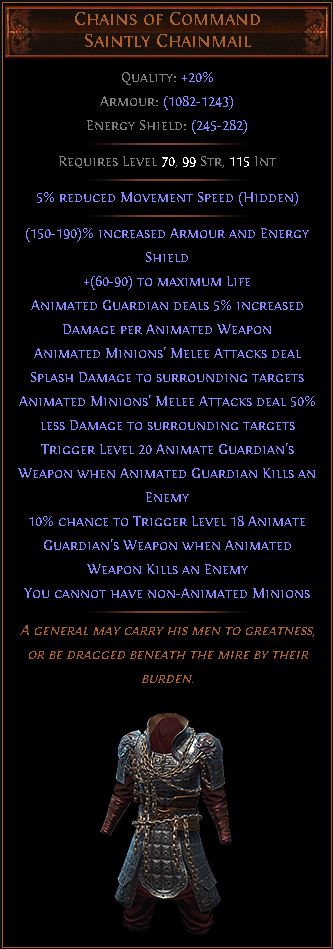 Chains of Command
Saintly Chainmail
Quality: +20%
Armour: (1082-1243)
Energy Shield: (245-282)
Requires Level 70, 99 Str, 115 Int
5% reduced Movement Speed (Hidden)
(150-190)% increased Armour and Energy
Shield
+(60-90) to maximum Life
Animated Guardian deals 5% increased
Damage per Animated Weapon
Animated Minions' Melee Attacks deal
Splash Damage to surrounding targets
Animated Minions' Melee Attacks deal 50%
less Damage to surrounding targets
Trigger Level 20 Animate Guardian's
Weapon when Animated Guardian Kills an
Enemy
10% chance to Trigger Level 18 Animate
Guardian's Weapon when Animated
Weapon Kills an Enemy
You cannot have non-Animated Minions
A general may carry his men to greatness,
or be dragged beneath the mire by their
burden.